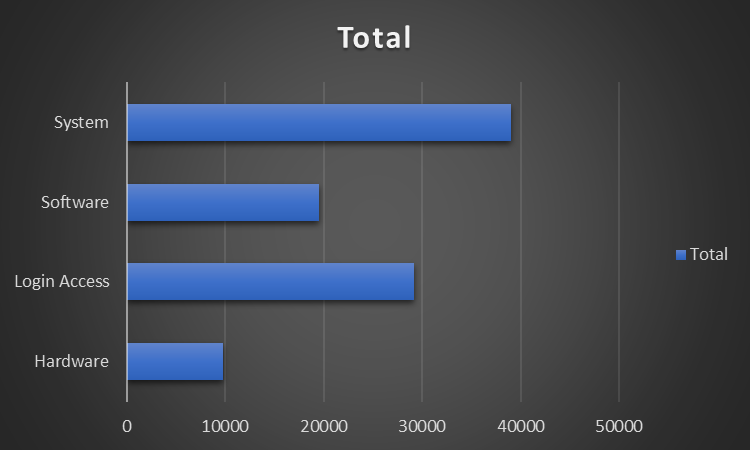 Total
System
Software
Login Access
Hardware
0 10000 20000 30000 40000 50000
Total